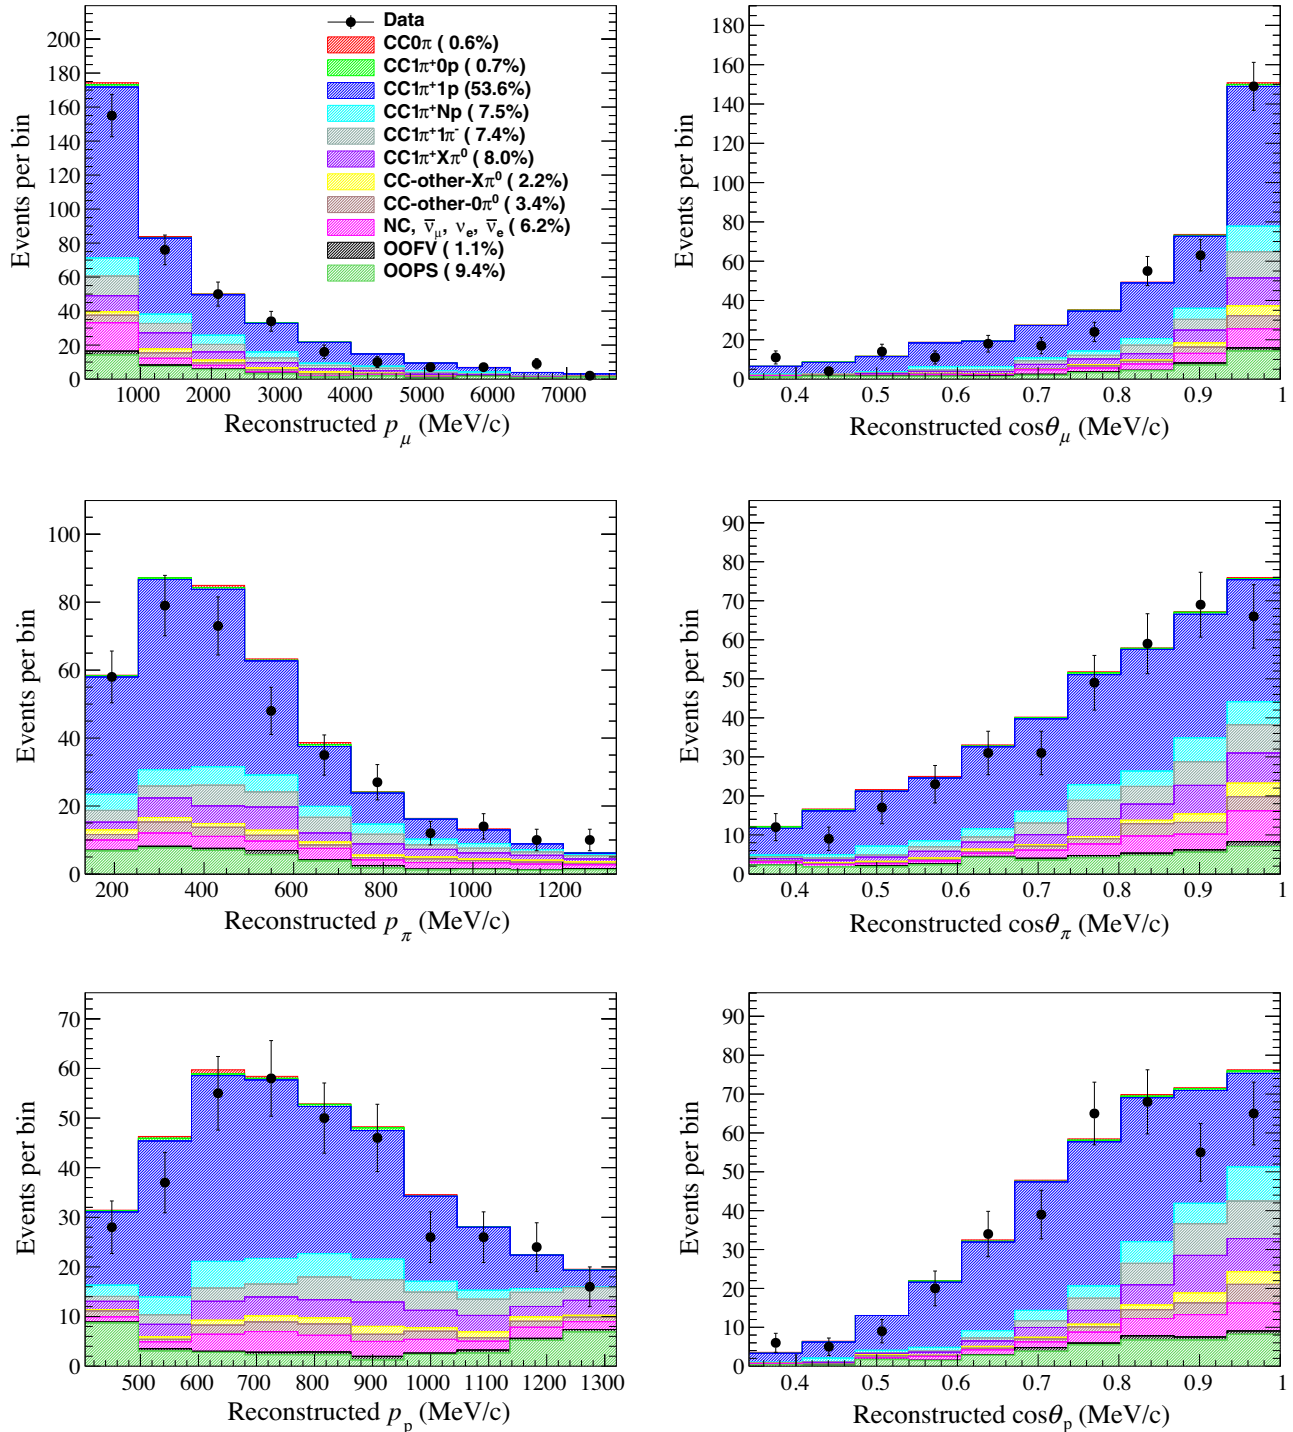 200
180
160
140
120
100
80
60
40
20
0
Events per bin
Data
CC0π ( 0.6%)
CC1π⁺0p ( 0.7%)
CC1π⁺1p (53.6%)
CC1π⁺Np ( 7.5%)
CC1π⁺1π⁻ ( 7.4%)
CC1π⁺Xπ⁰ ( 8.0%)
CC-other-Xπ⁰ ( 2.2%)
CC-other-0π⁰ ( 3.4%)
NC, ν̅_μ, ν_e, ν̅_e ( 6.2%)
OOFV ( 1.1%)
OOPS ( 9.4%)
1000 2000 3000 4000 5000 6000 7000
Reconstructed p_μ (MeV/c)
180
160
140
120
100
80
60
40
20
0
Events per bin
0.4 0.5 0.6 0.7 0.8 0.9 1
Reconstructed cosθ_μ (MeV/c)
100
80
60
40
20
0
Events per bin
200 400 600 800 1000 1200
Reconstructed p_π (MeV/c)
90
80
70
60
50
40
30
20
10
0
Events per bin
0.4 0.5 0.6 0.7 0.8 0.9 1
Reconstructed cosθ_π (MeV/c)
70
60
50
40
30
20
10
0
Events per bin
500 600 700 800 900 1000 1100 1200 1300
Reconstructed p_p (MeV/c)
90
80
70
60
50
40
30
20
10
0
Events per bin
0.4 0.5 0.6 0.7 0.8 0.9 1
Reconstructed cosθ_p (MeV/c)